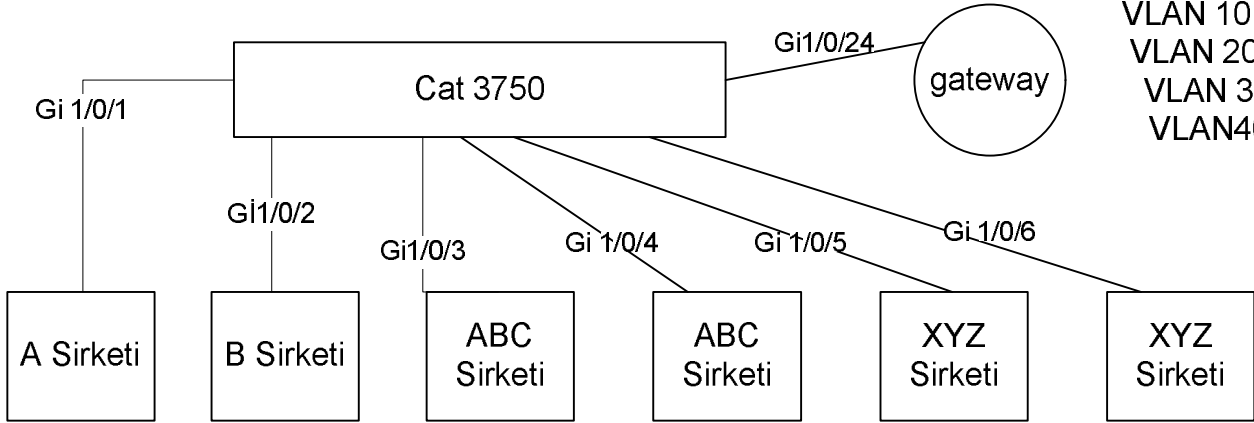 Gi1/0/24
VLAN 10
VLAN 20
VLAN 3
VLAN4
Cat 3750
gateway
Gi 1/0/1
Gİ1/0/2
Gi1/0/3
Gi 1/0/4
Gi 1/0/5
Gi 1/0/6
A Sirketi
B Sirketi
ABC
Sirketi
ABC
Sirketi
XYZ
Sirketi
XYZ
Sirketi